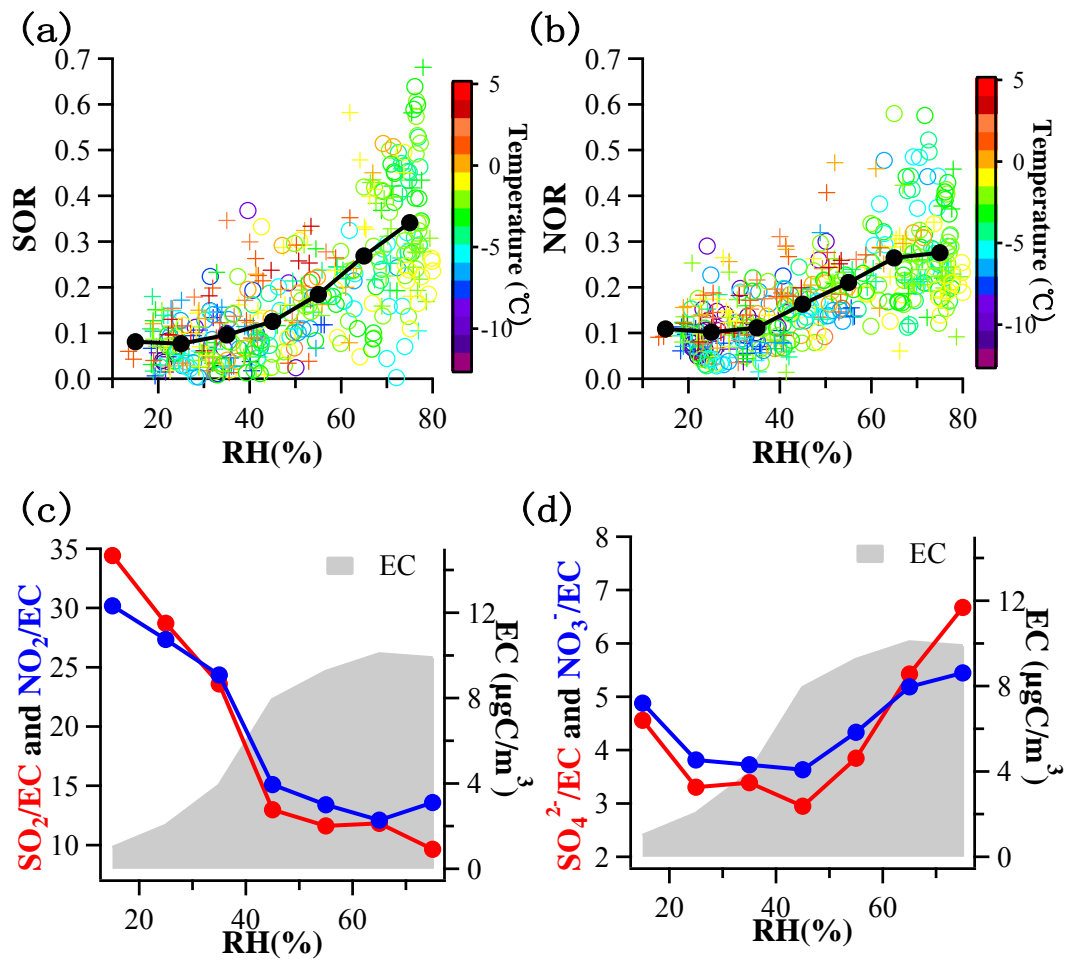 (a)
0.7
0.6
0.5
0.4
0.3
0.2
0.1
0.0
SOR
20 40 60 80
RH(%)
5
0
-5
-10
Temperature (℃)
(b)
0.7
0.6
0.5
0.4
0.3
0.2
0.1
0.0
NOR
20 40 60 80
RH(%)
5
0
-5
-10
Temperature (℃)
(c)
35
30
25
20
15
10
SO₂/EC and NO₂/EC
EC
12
8
4
0
EC (μgC/m³)
20 40 60
RH(%)
(d)
8
7
6
5
4
3
2
SO₄²⁻/EC and NO₃⁻/EC
EC
12
8
4
0
EC (μgC/m³)
20 40 60
RH(%)